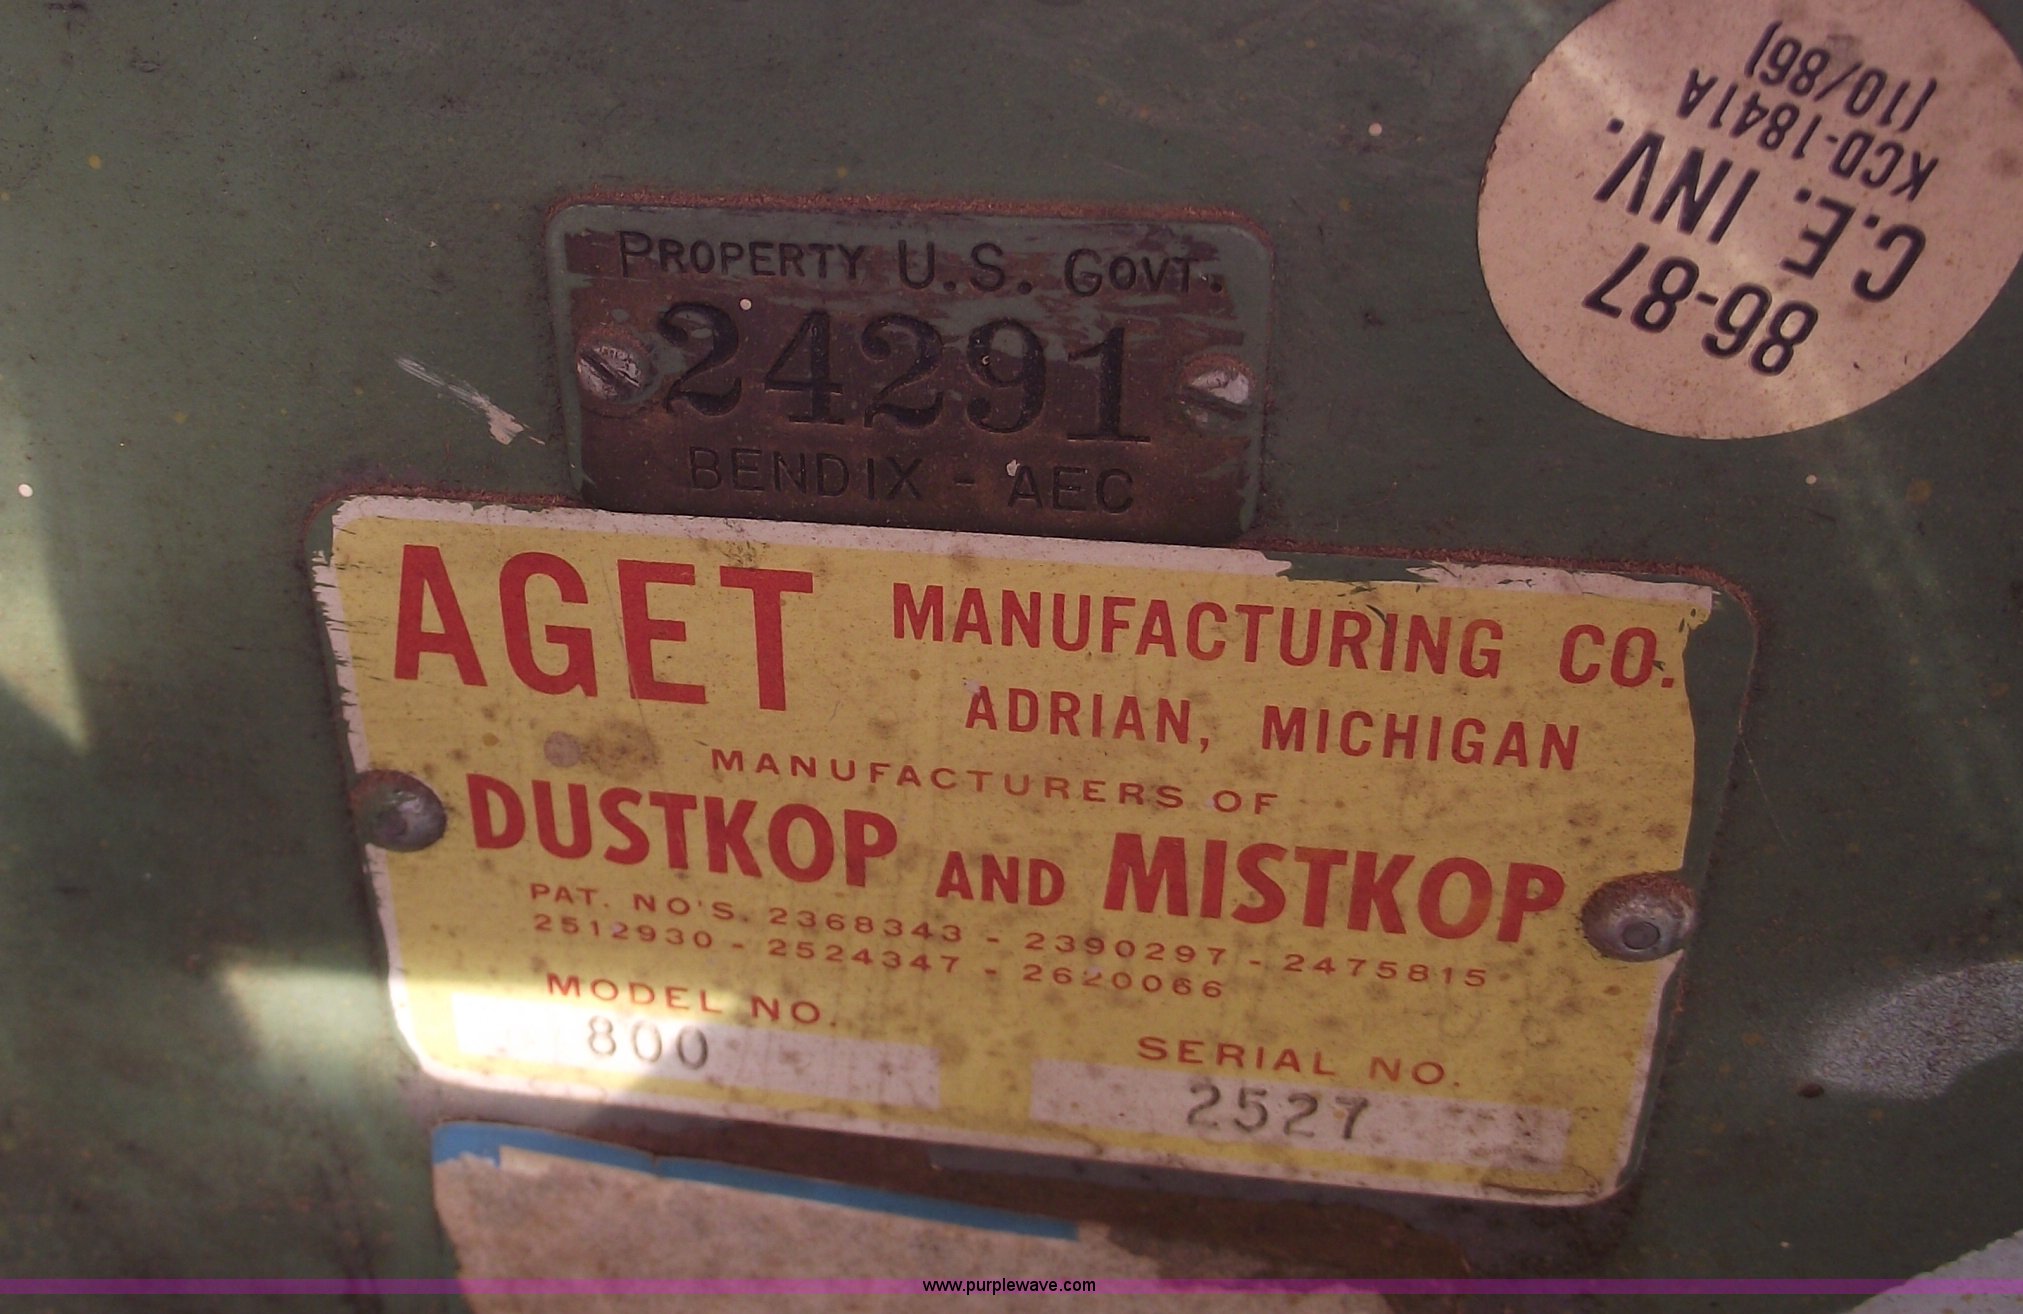 PROPERTY U.S. GOVT.
24291
BENDIX - AEC
86-87
C.E. INV.
KCD-1841A
(10/86)
AGET MANUFACTURING CO.
ADRIAN, MICHIGAN
MANUFACTURERS OF
DUSTKOP AND MISTKOP
PAT. NO'S. 2368343 - 2390297 - 2475815
2512930 - 2524347 - 2620066
MODEL NO.
800
SERIAL NO.
2527
www.purplewave.com